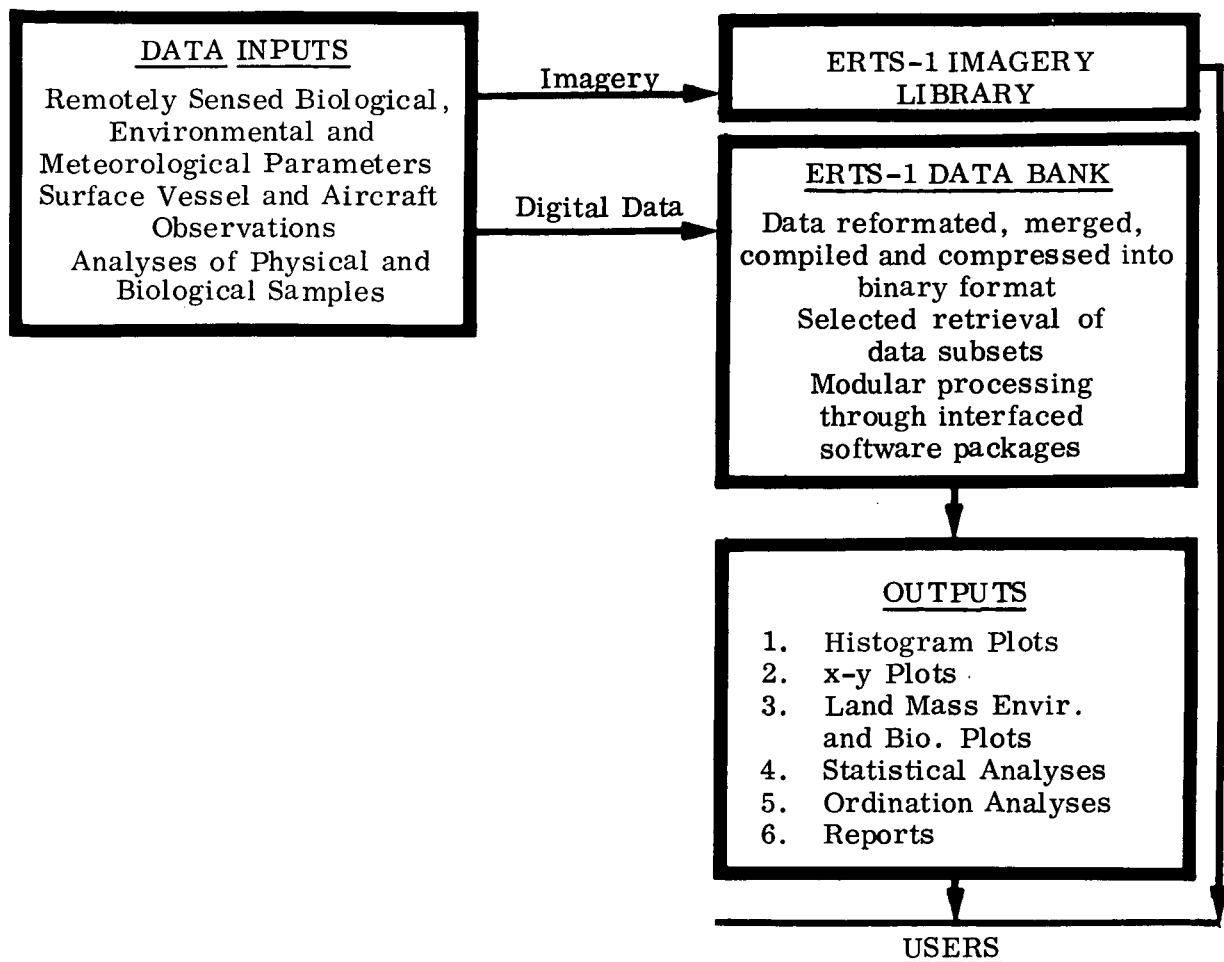 DATA INPUTS
Remotely Sensed Biological,
Environmental and
Meteorological Parameters
Surface Vessel and Aircraft
Observations
Analyses of Physical and
Biological Samples
Imagery
Digital Data
ERTS-1 IMAGERY
LIBRARY
ERTS-1 DATA BANK
Data reformated, merged,
compiled and compressed into
binary format
Selected retrieval of
data subsets
Modular processing
through interfaced
software packages
OUTPUTS
1. Histogram Plots
2. x-y Plots
3. Land Mass Envir.
and Bio. Plots
4. Statistical Analyses
5. Ordination Analyses
6. Reports
USERS